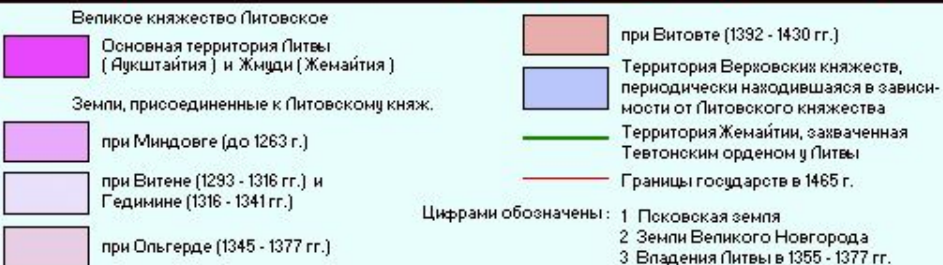 Великое княжество Литовское
Основная территория Литвы
( Аукштайтия ) и Жмуди ( Жемайтия )
Земли, присоединенные к Литовскому княж.
при Миндовге (до 1263 г.)
при Витене (1293 - 1316 гг.) и
Гедимине (1316 - 1341 гг.)
при Ольгерде (1345 - 1377 гг.)
при Витовте (1392 - 1430 гг.)
Территория Верховских княжеств,
периодически находившаяся в зависи-
мости от Литовского княжества
Территория Жемайтии, захваченная
Тевтонским орденом у Литвы
Границы государств в 1465 г.
Цифрами обозначены : 1 Псковская земля
2 Земли Великого Новгорода
3 Владения Литвы в 1355 - 1377 гг.